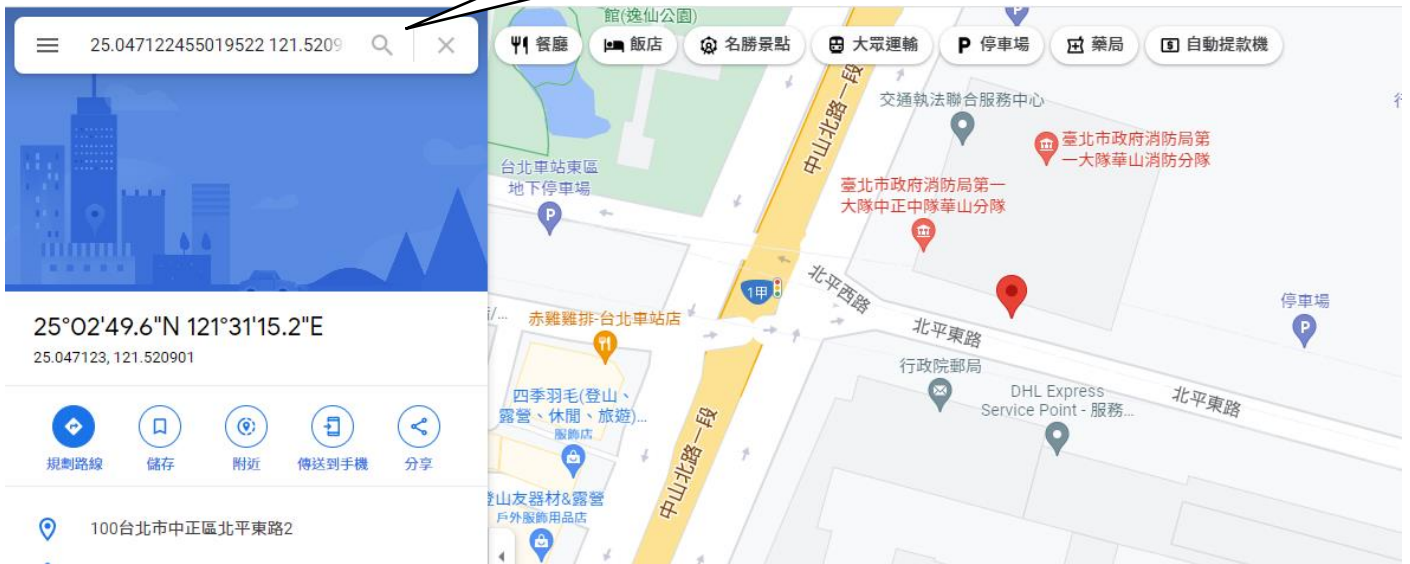 25.047122455019522 121.5209
25°02'49.6"N 121°31'15.2"E
25.047123, 121.520901
規劃路線
儲存
附近
傳送到手機
分享
100台北市中正區北平東路2
館(逸仙公園)
餐廳
飯店
名勝景點
大眾運輸
P 停車場
藥局
自動提款機
中山北路一段
交通執法聯合服務中心
臺北市政府消防局第
一大隊華山消防分隊
台北車站東區
地下停車場
P
臺北市政府消防局第一
大隊中正中隊華山分隊
1甲
北平西路
停車場
P
赤雞雞排-台北車站店
北平東路
行政院郵局
DHL Express
Service Point - 服務...
北平東路
四季羽毛(登山、
露營、休閒、旅遊)...
服飾店
中山北路一段
登山友器材&露營
戶外服飾用品店